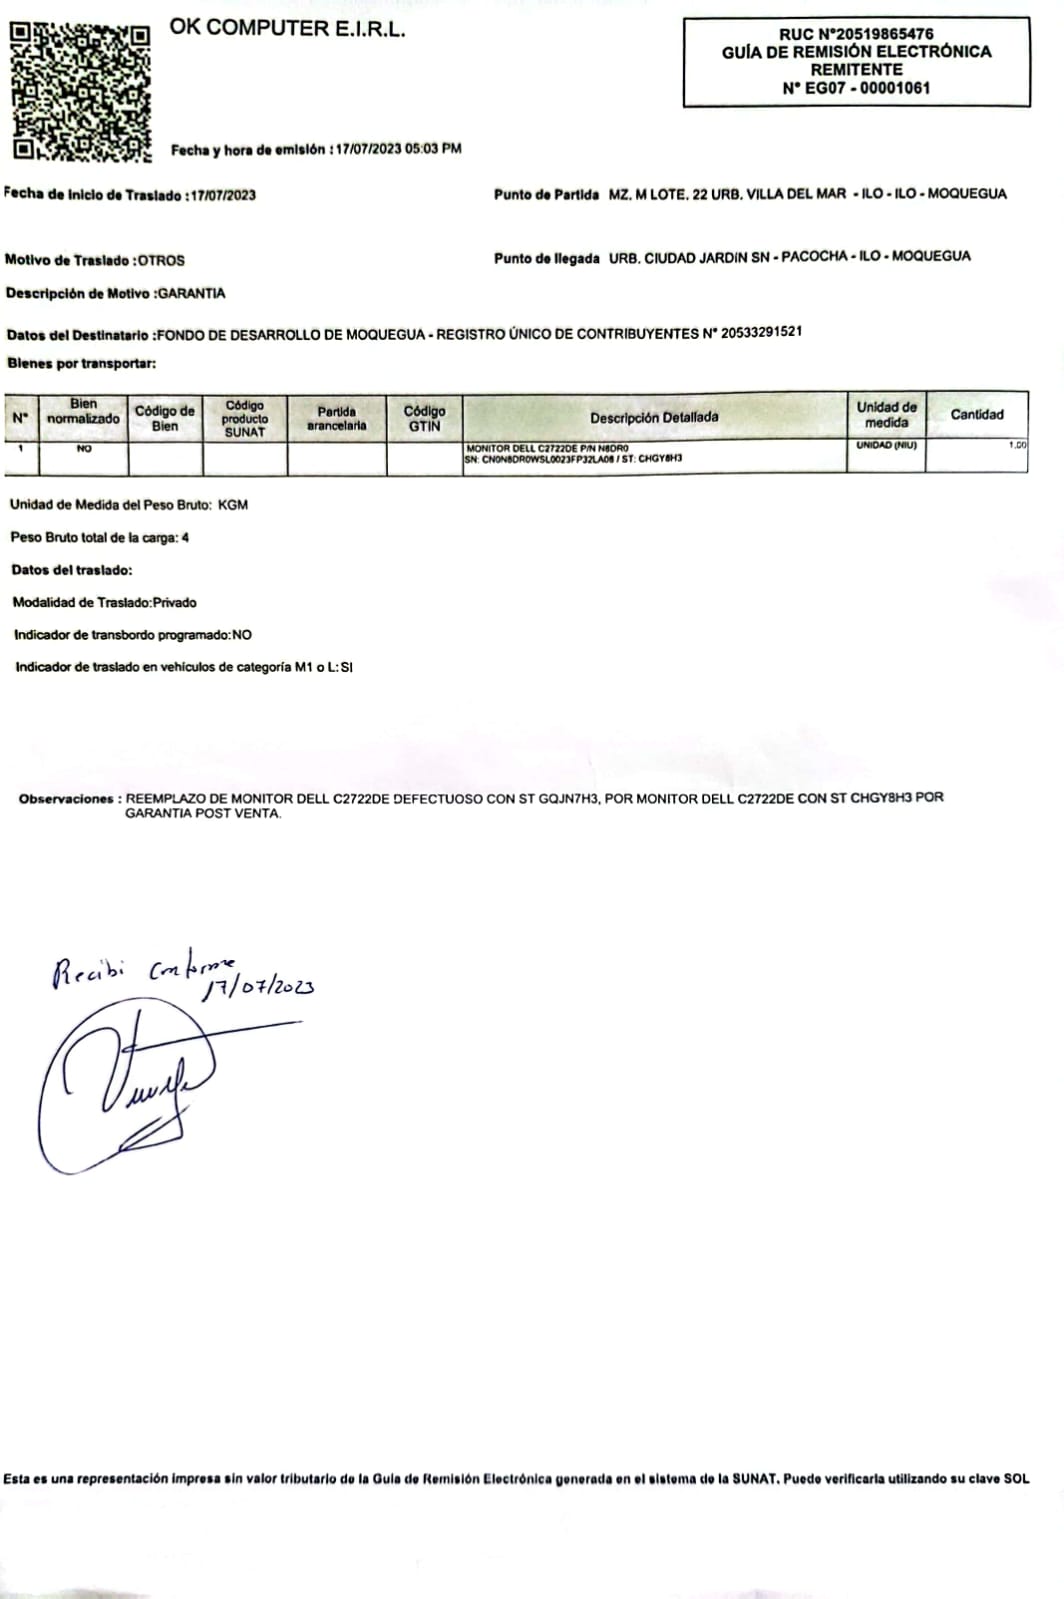 OK COMPUTER E.I.R.L.
RUC N°20519865476
GUÍA DE REMISIÓN ELECTRÓNICA
REMITENTE
N° EG07 - 00001061
Fecha y hora de emisión : 17/07/2023 05:03 PM
Fecha de Inicio de Traslado :17/07/2023
Punto de Partida MZ. M LOTE. 22 URB. VILLA DEL MAR - ILO - ILO - MOQUEGUA
Motivo de Traslado :OTROS
Punto de llegada URB. CIUDAD JARDIN SN - PACOCHA - ILO - MOQUEGUA
Descripción de Motivo :GARANTIA
Datos del Destinatario :FONDO DE DESARROLLO DE MOQUEGUA - REGISTRO ÚNICO DE CONTRIBUYENTES N° 20533291521
Bienes por transportar:
N° Bien normalizado Código de Bien Código producto SUNAT Partida arancelaria Código GTIN Descripción Detallada Unidad de medida Cantidad
1 NO MONITOR DELL C2722DE P/N N8DR0 UNIDAD (NIU) 1.00
SN: CN0N8DR0WSL0023FP32LA08 / ST: CHGY8H3
Unidad de Medida del Peso Bruto: KGM
Peso Bruto total de la carga: 4
Datos del traslado:
Modalidad de Traslado:Privado
Indicador de transbordo programado:NO
Indicador de traslado en vehículos de categoría M1 o L:SI
Observaciones : REEMPLAZO DE MONITOR DELL C2722DE DEFECTUOSO CON ST GQJN7H3, POR MONITOR DELL C2722DE CON ST CHGY8H3 POR
GARANTIA POST VENTA.
Recibi Conforme
17/07/2023
Esta es una representación impresa sin valor tributario de la Guía de Remisión Electrónica generada en el sistema de la SUNAT. Puede verificarla utilizando su clave SOL